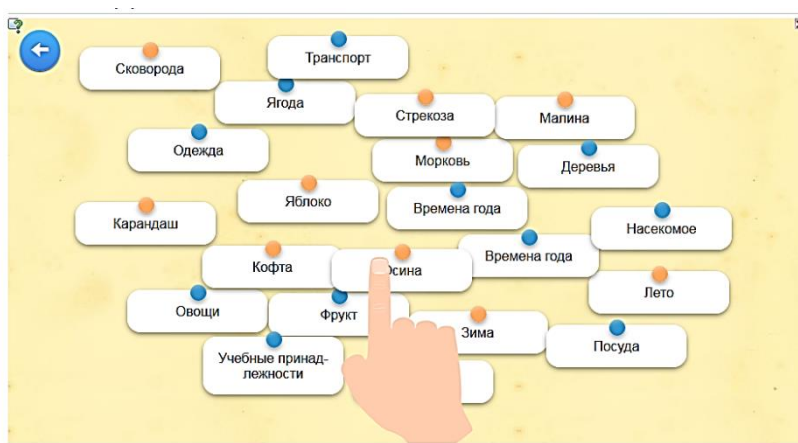 Транспорт
Сковорода
Ягода
Стрекоза
Малина
Одежда
Морковь
Деревья
Яблоко
Времена года
Карандаш
Насекомое
Времена года
Кофта
Осина
Лето
Овощи
Фрукт
Зима
Посуда
Учебные принад-
лежности